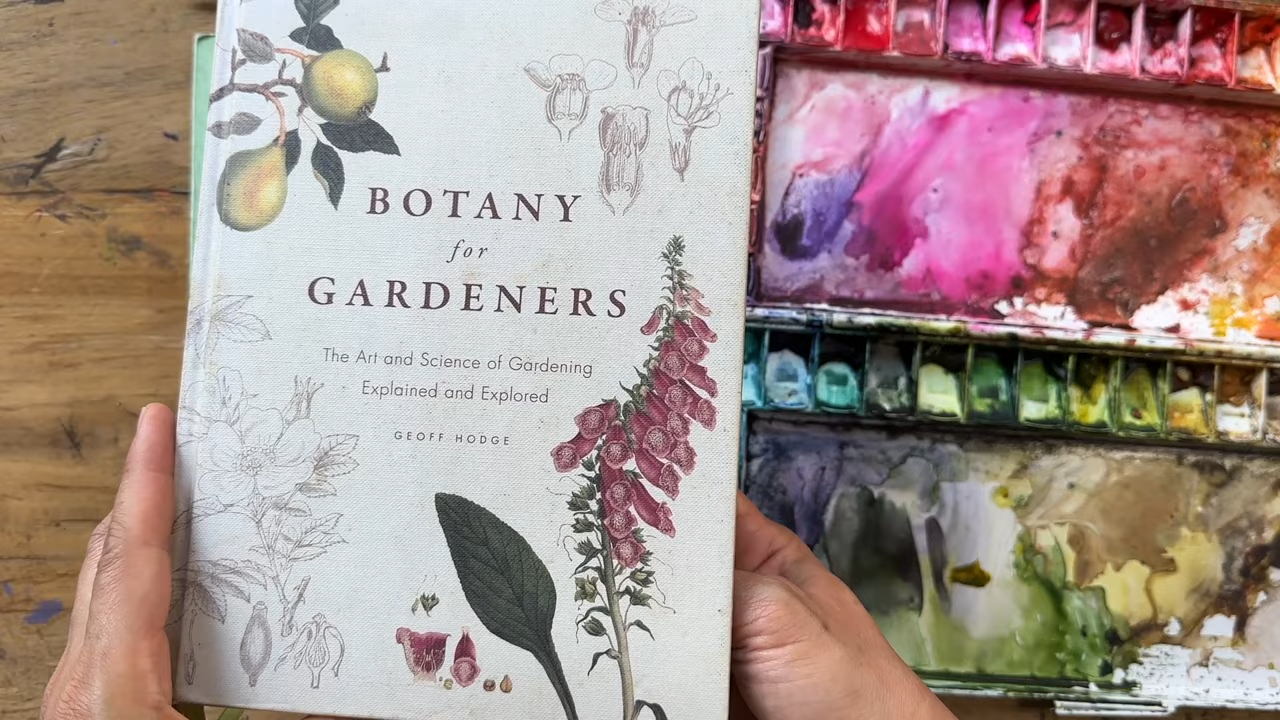 BOTANY
for
GARDENERS
The Art and Science of Gardening
Explained and Explored
GEOFF HODGE